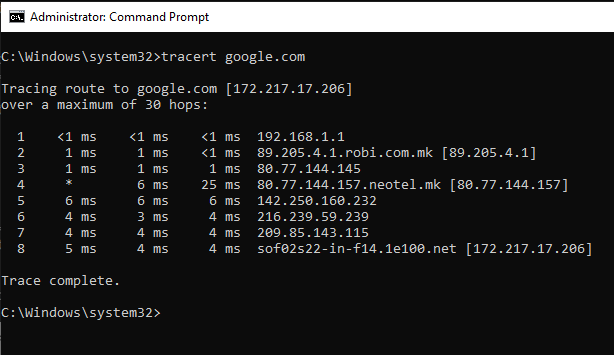 Administrator: Command Prompt
C:\Windows\system32>tracert google.com
Tracing route to google.com [172.217.17.206]
over a maximum of 30 hops:
1 <1 ms <1 ms <1 ms 192.168.1.1
2 1 ms 1 ms <1 ms 89.205.4.1.robi.com.mk [89.205.4.1]
3 1 ms 1 ms 1 ms 80.77.144.145
4 * 6 ms 25 ms 80.77.144.157.neotel.mk [80.77.144.157]
5 6 ms 6 ms 6 ms 142.250.160.232
6 4 ms 3 ms 4 ms 216.239.59.239
7 4 ms 4 ms 4 ms 209.85.143.115
8 5 ms 4 ms 4 ms sof02s22-in-f14.1e100.net [172.217.17.206]
Trace complete.
C:\Windows\system32>